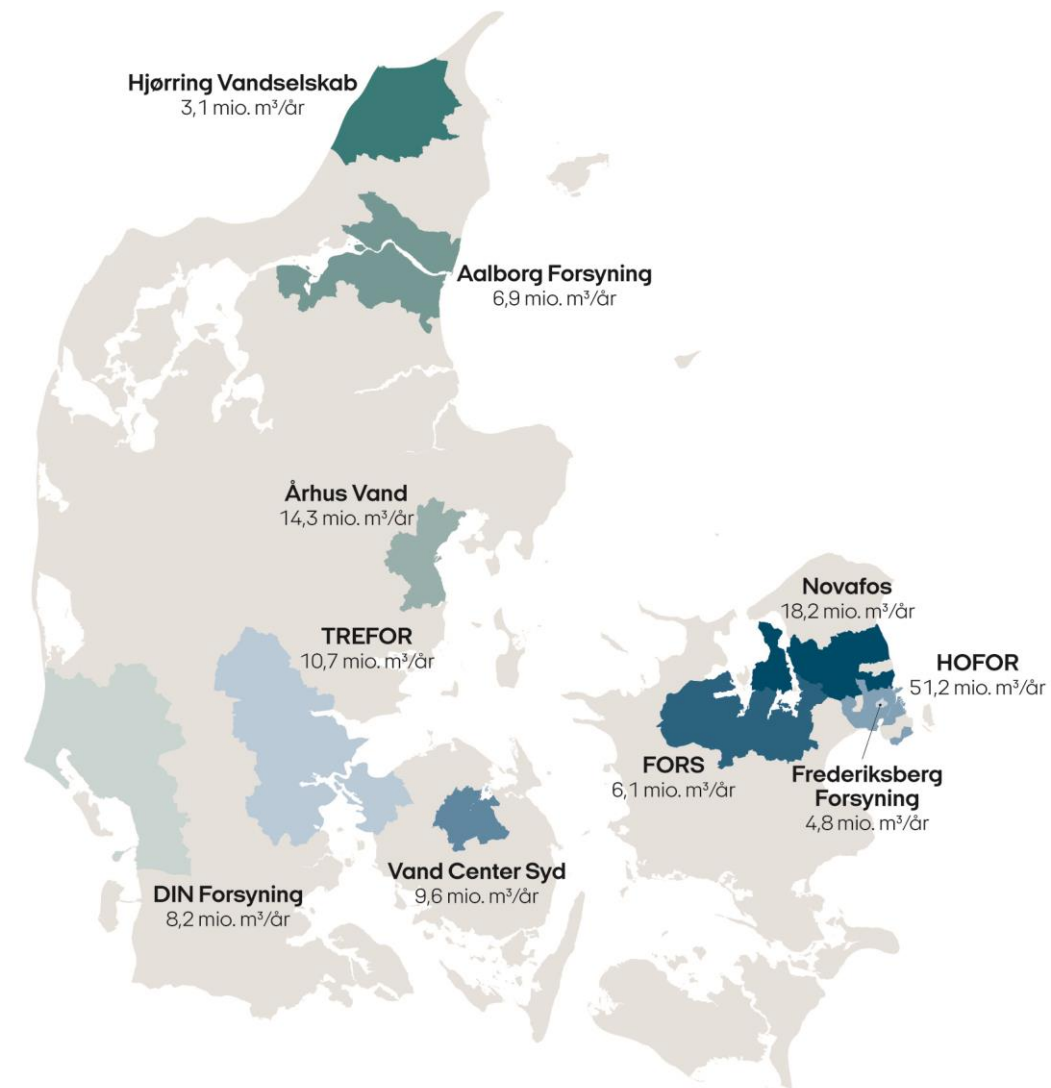 Hjørring Vandselskab
3,1 mio. m³/år
Aalborg Forsyning
6,9 mio. m³/år
Århus Vand
14,3 mio. m³/år
TREFOR
10,7 mio. m³/år
Novafos
18,2 mio. m³/år
HOFOR
51,2 mio. m³/år
FORS
6,1 mio. m³/år
Frederiksberg
Forsyning
4,8 mio. m³/år
Vand Center Syd
9,6 mio. m³/år
DIN Forsyning
8,2 mio. m³/år